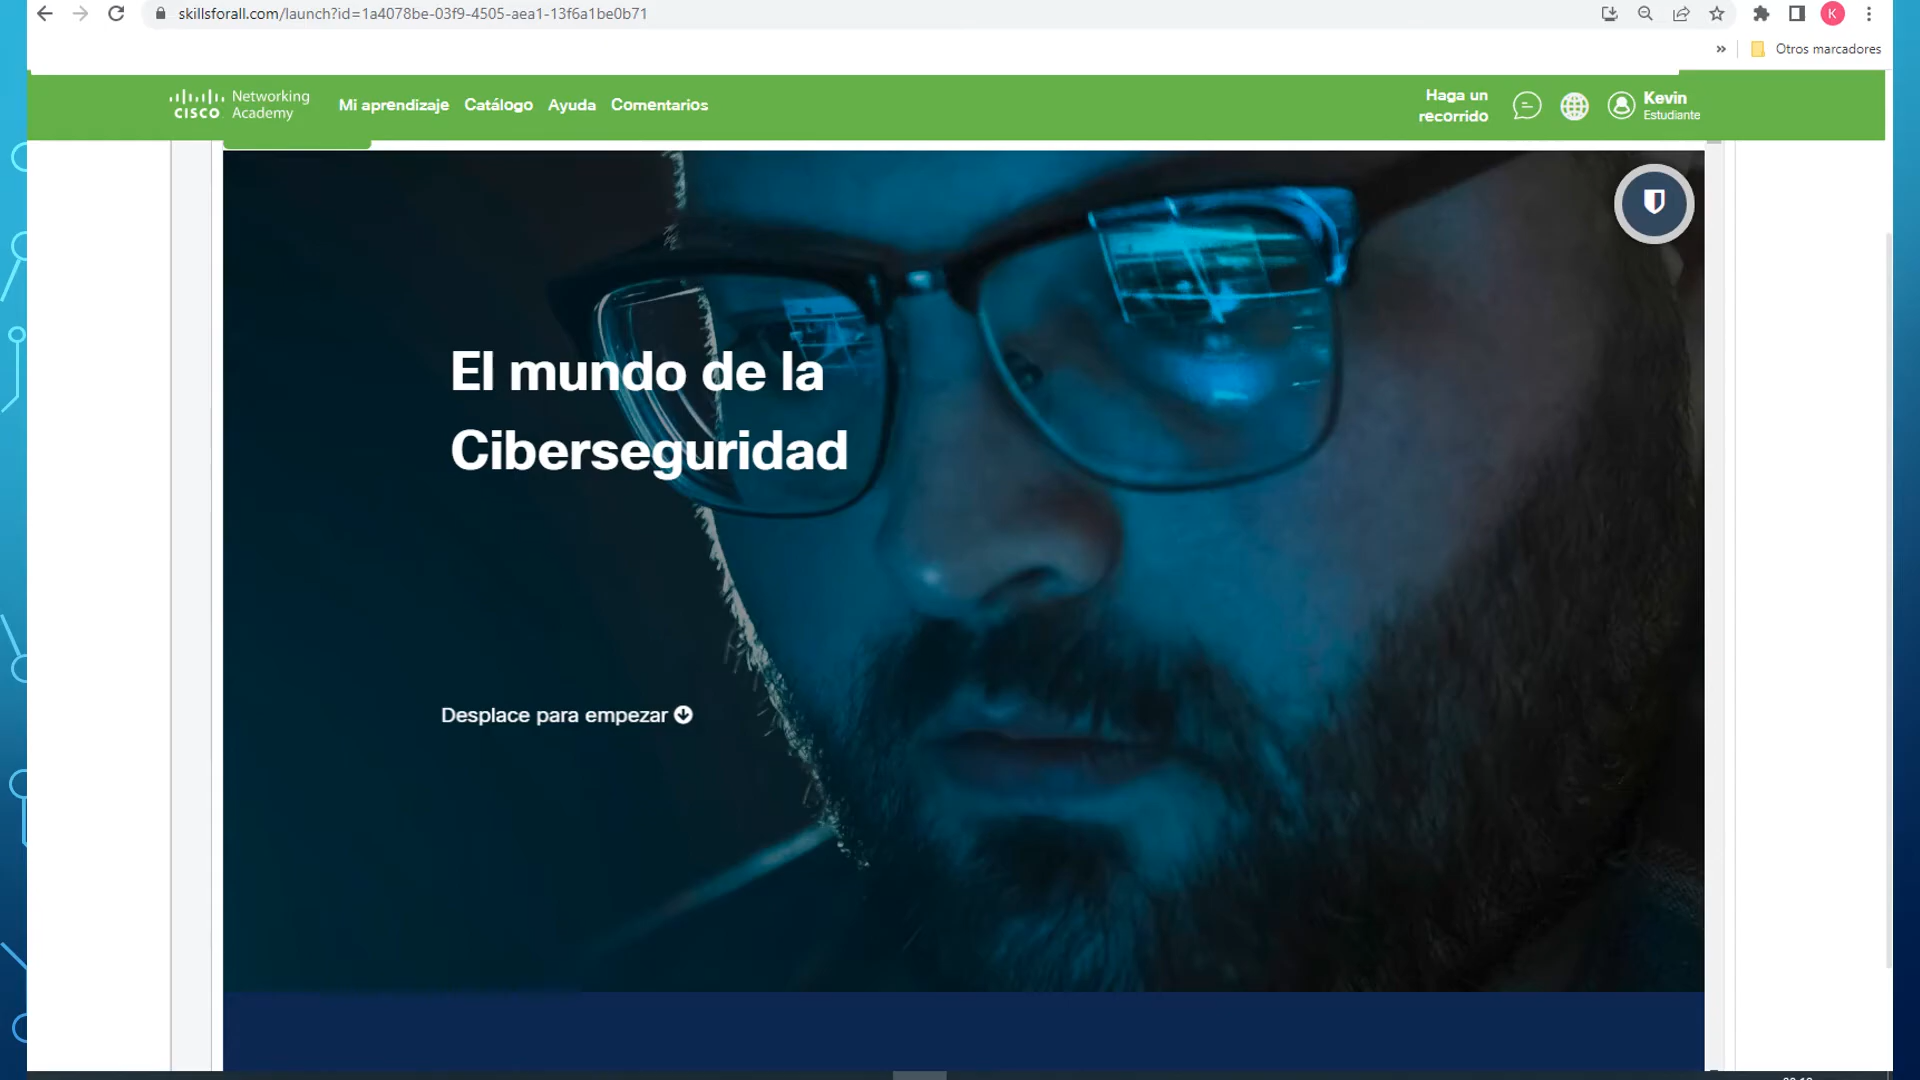 skillsforall.com/launch?id=1a4078be-03f9-4505-aea1-13f6a1be0b71
K
» Otros marcadores
CISCO Networking Academy
Mi aprendizaje Catálogo Ayuda Comentarios
Haga un
recorrido
Kevin
Estudiante
El mundo de la
Ciberseguridad
Desplace para empezar